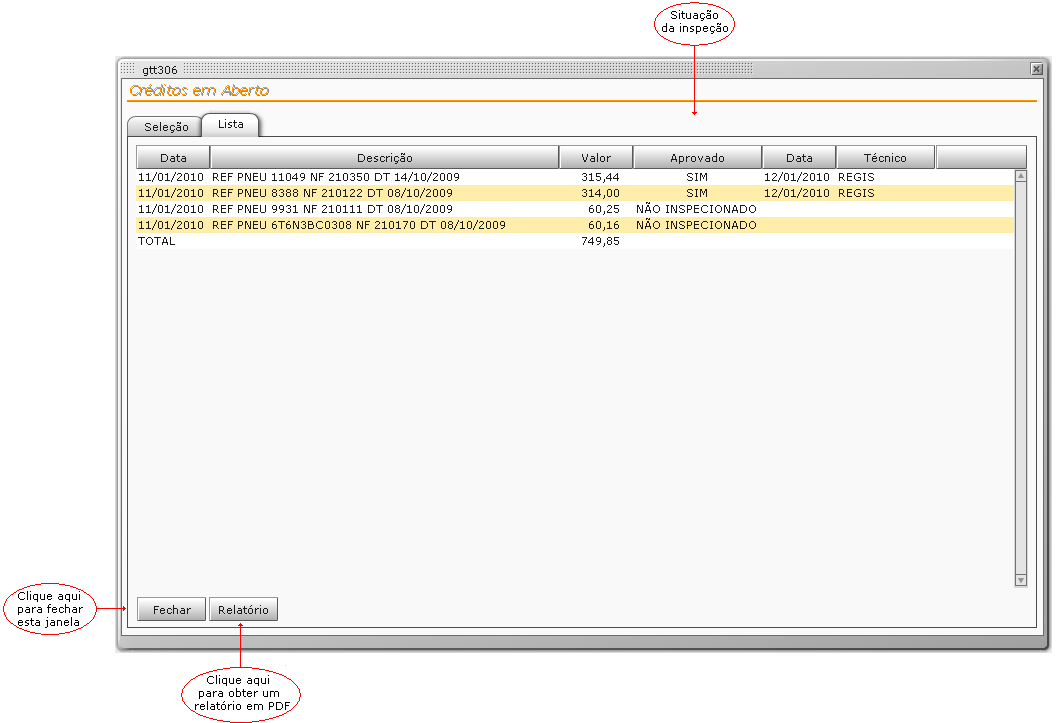 Situação
da inspeção
gtt306
Créditos em Aberto
Seleção Lista
Data Descrição Valor Aprovado Data Técnico
11/01/2010 REF PNEU 11049 NF 210350 DT 14/10/2009 315,44 SIM 12/01/2010 REGIS
11/01/2010 REF PNEU 8388 NF 210122 DT 08/10/2009 314,00 SIM 12/01/2010 REGIS
11/01/2010 REF PNEU 9931 NF 210111 DT 08/10/2009 60,25 NÃO INSPECIONADO
11/01/2010 REF PNEU 6T6N3BC0308 NF 210170 DT 08/10/2009 60,16 NÃO INSPECIONADO
TOTAL 749,85
Clique aqui
para fechar
esta janela
Fechar Relatório
Clique aqui
para obter um
relatório em PDF